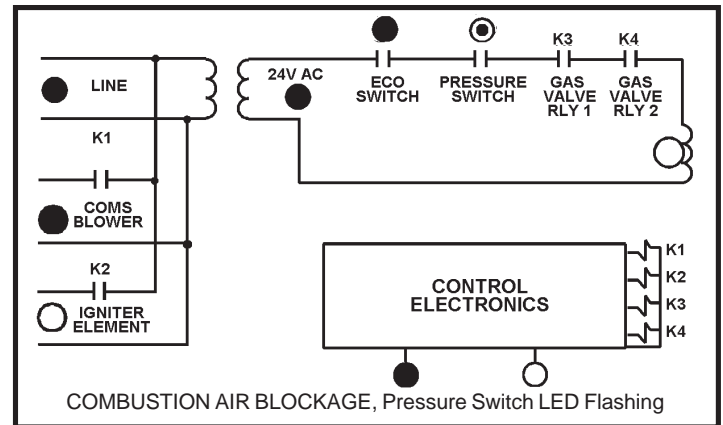 LINE
K1
COMS
BLOWER
K2
IGNITER
ELEMENT
24V AC
ECO
SWITCH
PRESSURE
SWITCH
K3
GAS
VALVE
RLY 1
K4
GAS
VALVE
RLY 2
CONTROL
ELECTRONICS
K1
K2
K3
K4
COMBUSTION AIR BLOCKAGE, Pressure Switch LED Flashing